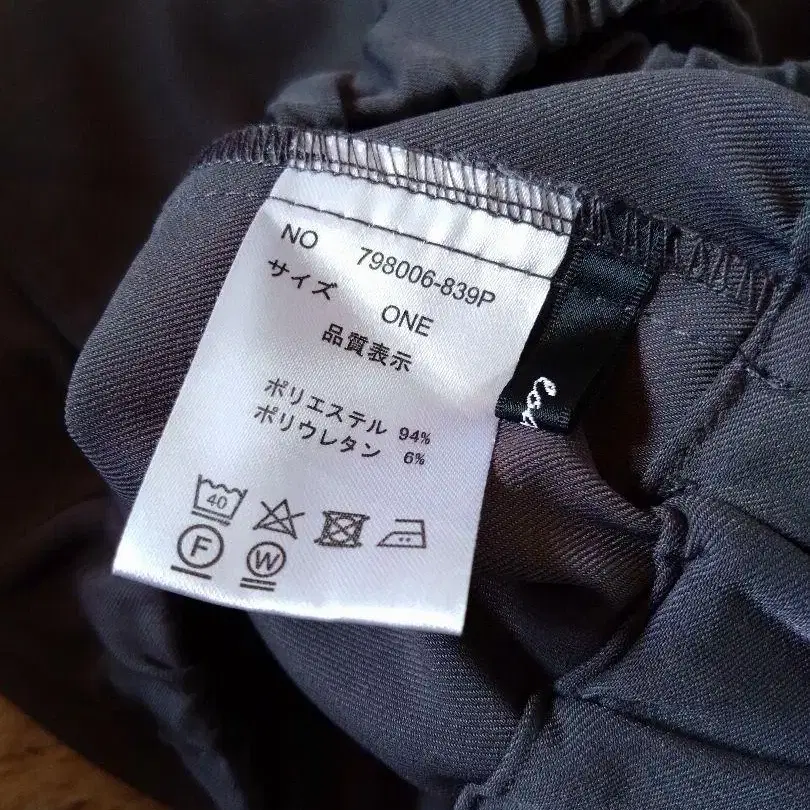 NO 798006-839P
サイズ ONE
品質表示
ポリエステル 94%
ポリウレタン 6%
40
F W